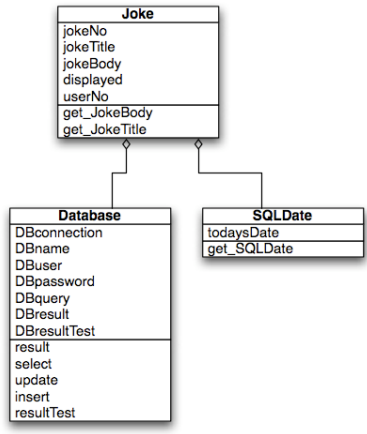 Joke
jokeNo
jokeTitle
jokeBody
displayed
userNo
get_JokeBody
get_JokeTitle
Database
DBconnection
DBname
DBuser
DBpassword
DBquery
DBresult
DBresultTest
result
select
update
insert
resultTest
SQLDate
todaysDate
get_SQLDate